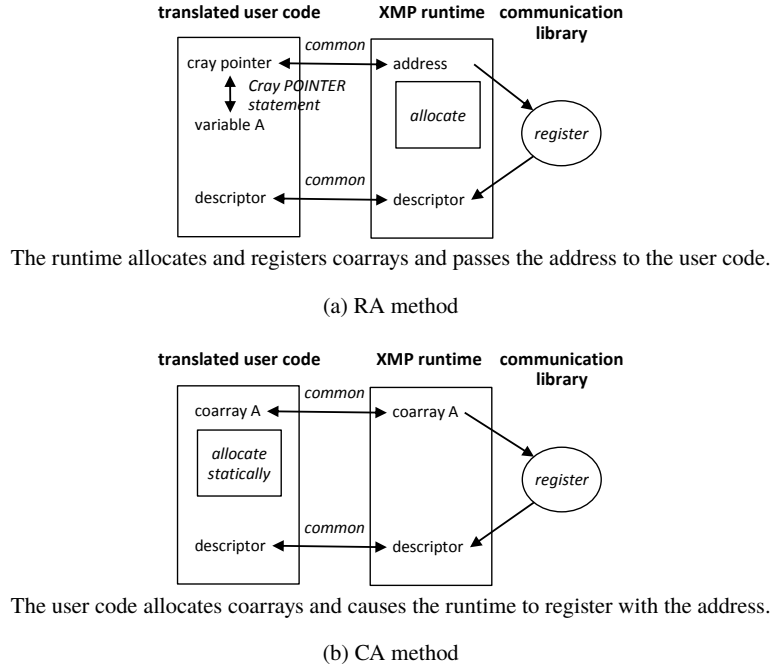 translated user code
XMP runtime
communication
library
common
cray pointer
address
Cray POINTER
statement
allocate
variable A
register
common
descriptor
descriptor
The runtime allocates and registers coarrays and passes the address to the user code.
(a) RA method
translated user code
XMP runtime
communication
library
common
coarray A
coarray A
allocate
statically
register
common
descriptor
descriptor
The user code allocates coarrays and causes the runtime to register with the address.
(b) CA method